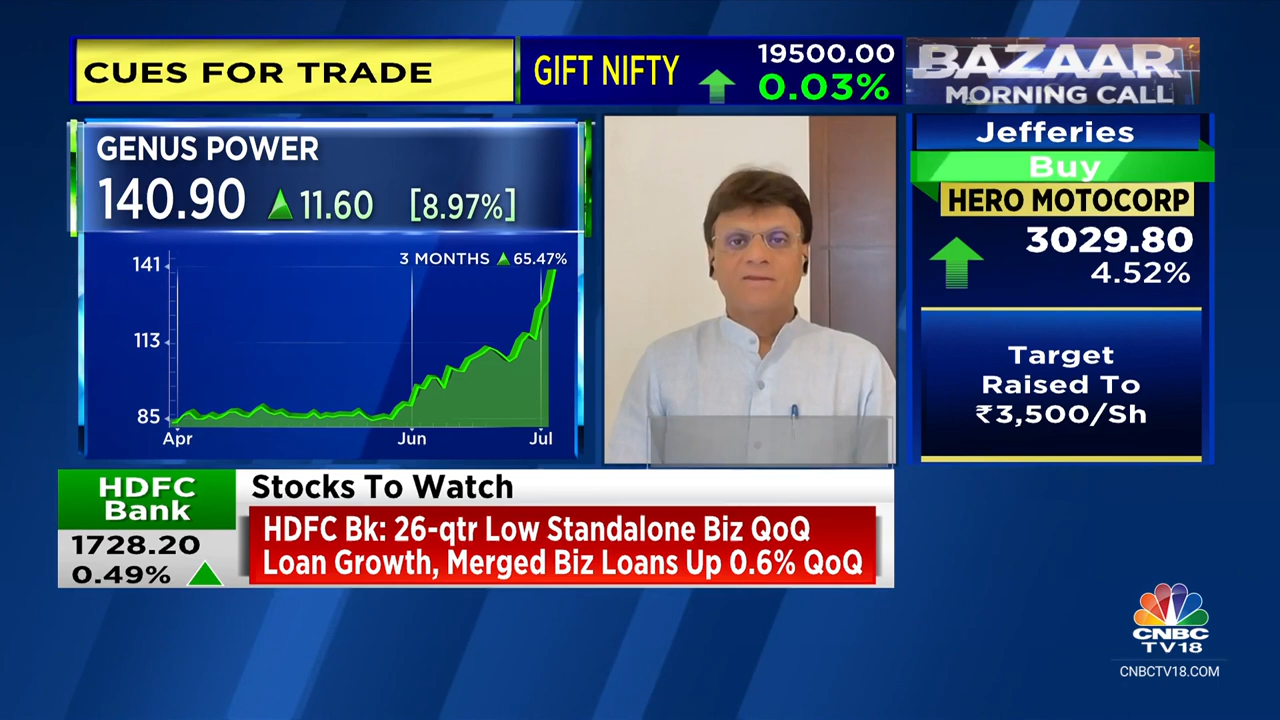 CUES FOR TRADE
GIFT NIFTY
19500.00
0.03%
BAZAAR
MORNING CALL
GENUS POWER
140.90 11.60 [8.97%]
3 MONTHS 65.47%
141
113
85
Apr Jun Jul
Jefferies
Buy
HERO MOTOCORP
3029.80
4.52%
Target
Raised To
₹3,500/Sh
HDFC
Bank
1728.20
0.49%
Stocks To Watch
HDFC Bk: 26-qtr Low Standalone Biz QoQ
Loan Growth, Merged Biz Loans Up 0.6% QoQ
CNBC
TV18
CNBCTV18.COM